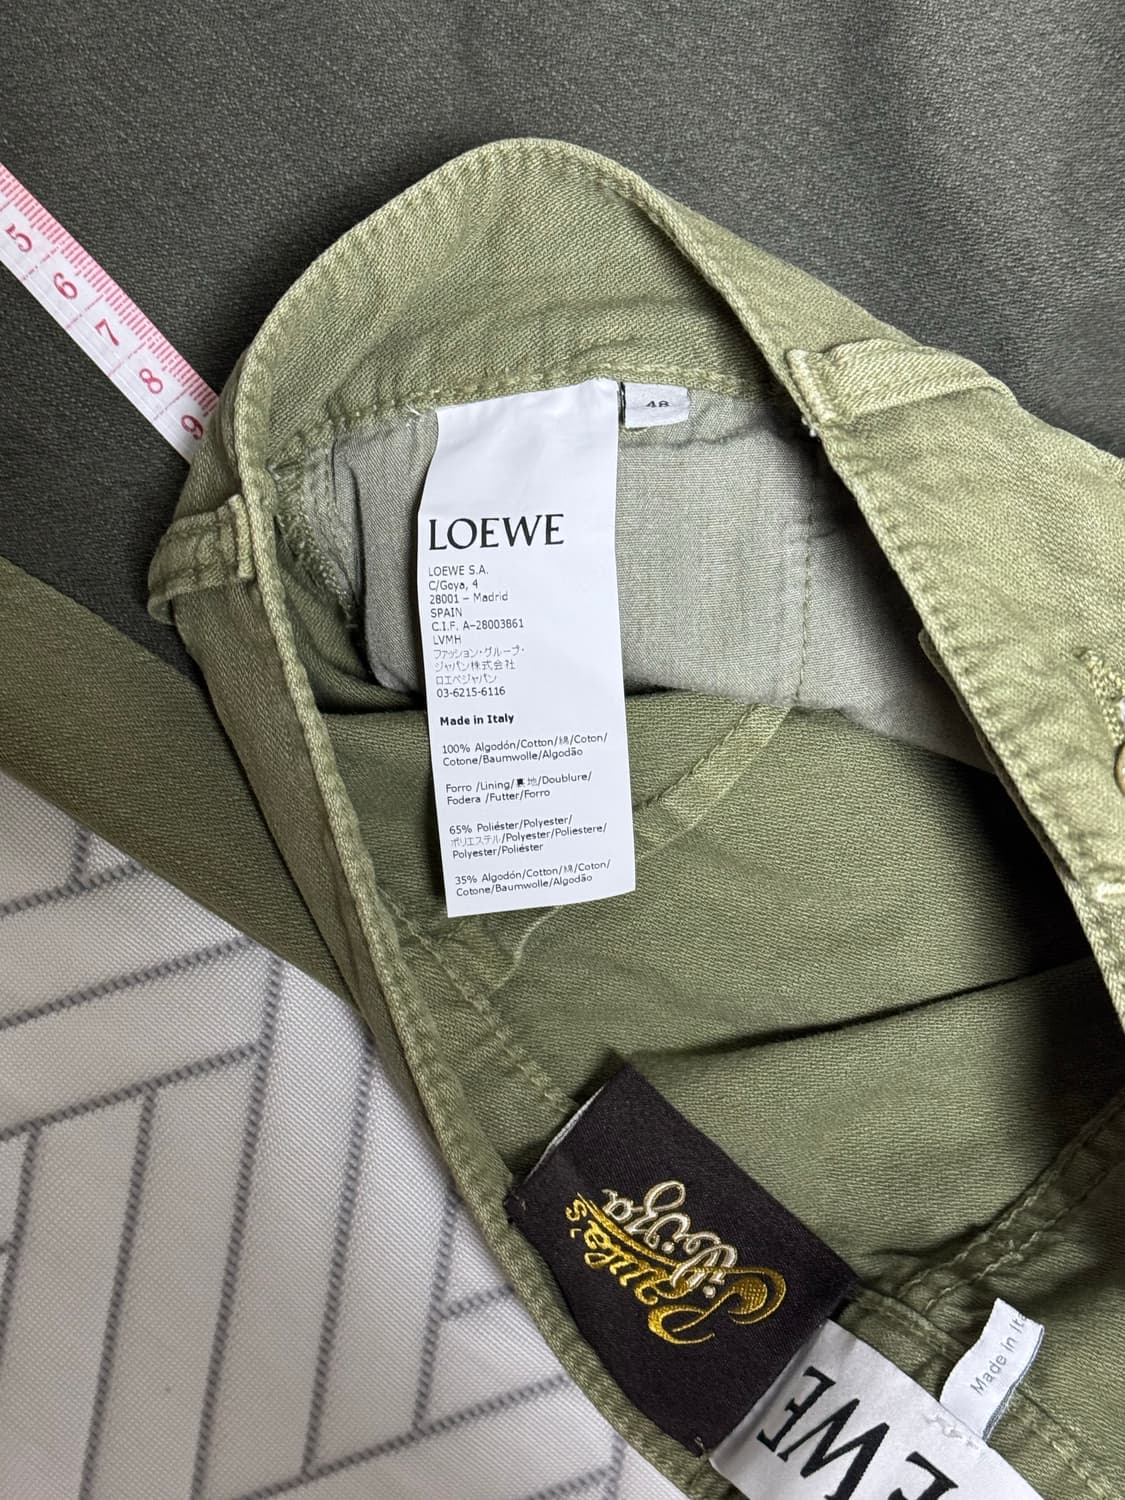 5
6
7
8
9
48
LOEWE
LOEWE S.A.
C/Goya, 4
28001 – Madrid
SPAIN
C.I.F. A-28003861
LVMH
ファッション・グループ・
ジャパン株式会社
ロエベジャパン
03-6215-6116
Made in Italy
100% Algodón/Cotton/綿/Coton/
Cotone/Baumwolle/Algodão
Forro /Lining/裏地/Doublure/
Fodera /Futter/Forro
65% Poliéster/Polyester/
ポリエステル/Polyester/Poliestere/
Polyester/Poliéster
35% Algodón/Cotton/綿/Coton/
Cotone/Baumwolle/Algodão
Paula's
Ibiza
EWE
EWE
Made in Ita